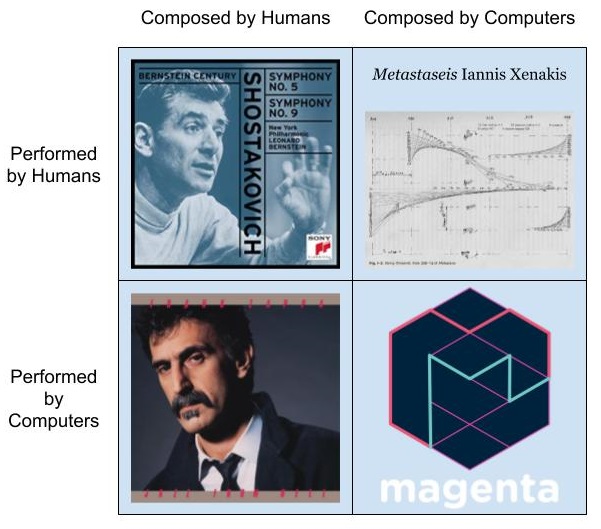 Composed by Humans
Composed by Computers
Performed
by Humans
BERNSTEIN CENTURY
SHOSTAKOVICH
SYMPHONY
NO. 5
SYMPHONY
NO. 9
New York
Philharmonic
LEONARD
BERNSTEIN
SONY
CLASSICAL
Metastaseis Iannis Xenakis
Performed
by
Computers
FRANK ZAPPA
JAZZ FROM HELL
magenta